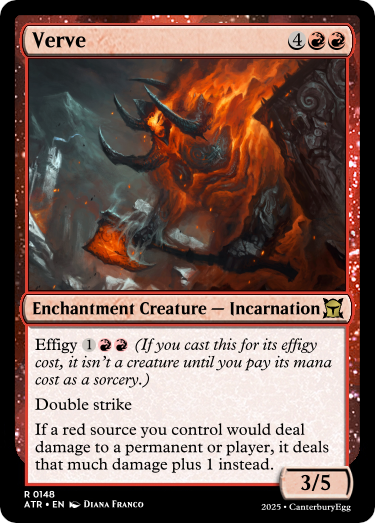 Verve 4
Enchantment Creature — Incarnation
Effigy 1 (If you cast this for its effigy
cost, it isn't a creature until you pay its mana
cost as a sorcery.)
Double strike
If a red source you control would deal
damage to a permanent or player, it deals
that much damage plus 1 instead.
3/5
R 0148
ATR • EN Diana Franco
2025 • CanterburyEgg